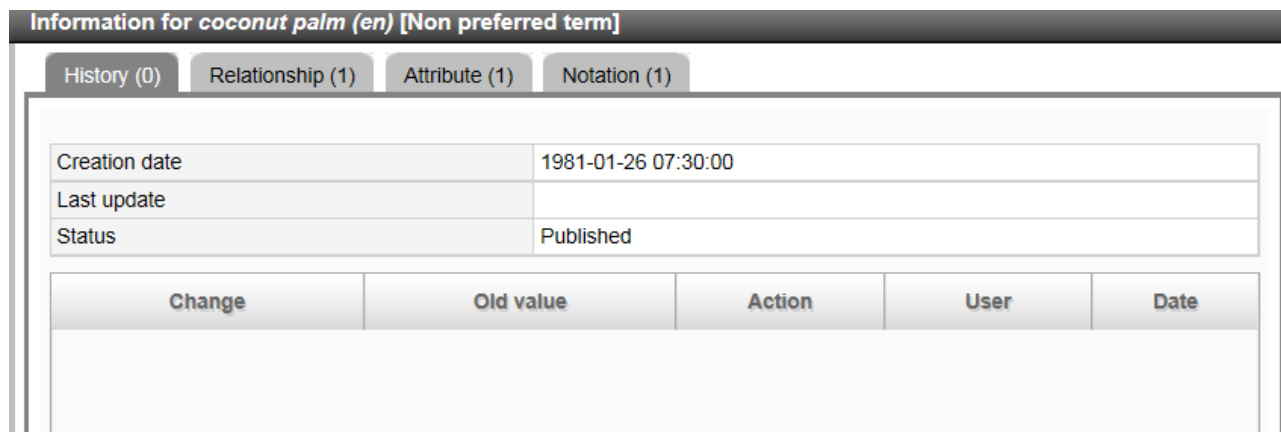 Information for coconut palm (en) [Non preferred term]
History (0) Relationship (1) Attribute (1) Notation (1)
Creation date 1981-01-26 07:30:00
Last update
Status Published
Change Old value Action User Date